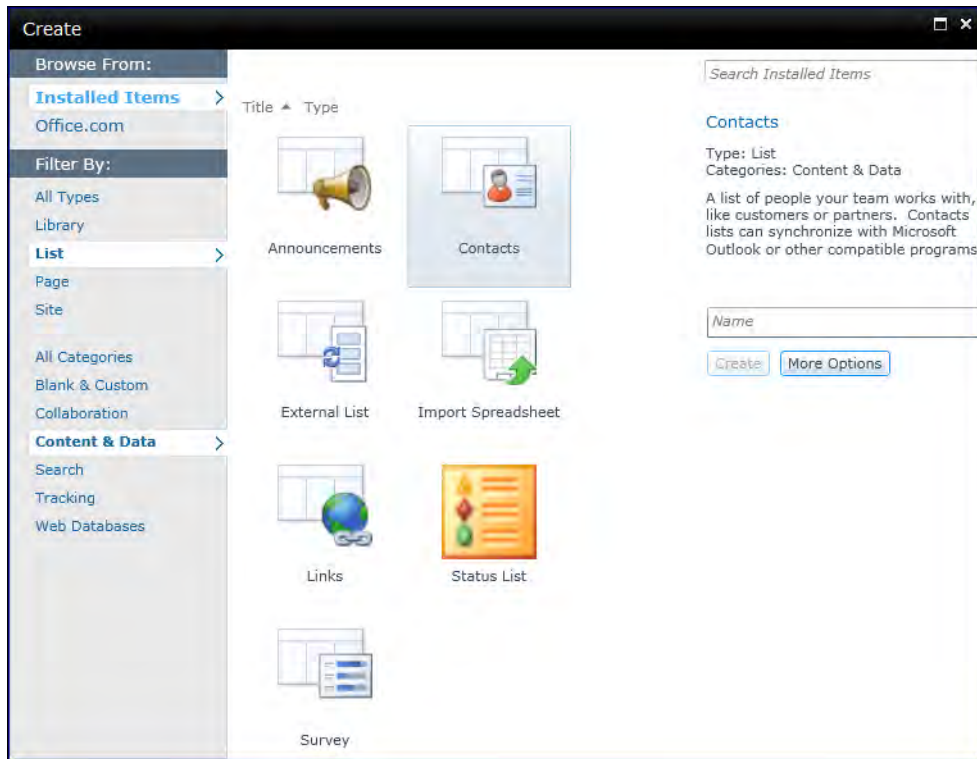 Create
Browse From:
Installed Items
Office.com
Filter By:
All Types
Library
List
Page
Site
All Categories
Blank & Custom
Collaboration
Content & Data
Search
Tracking
Web Databases
Title Type
Announcements
Contacts
External List
Import Spreadsheet
Links
Status List
Survey
Search Installed Items
Contacts
Type: List
Categories: Content & Data
A list of people your team works with,
like customers or partners. Contacts
lists can synchronize with Microsoft
Outlook or other compatible programs
Name
Create More Options